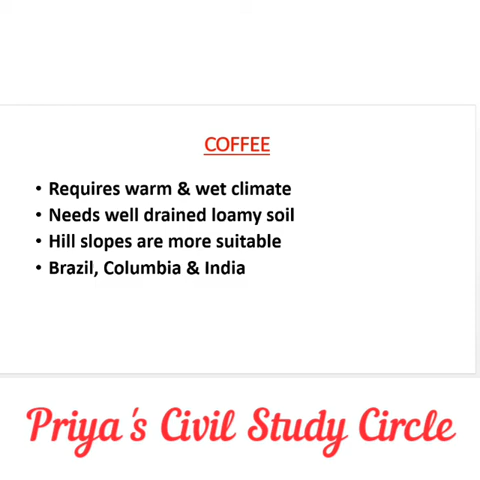 COFFEE
• Requires warm & wet climate
• Needs well drained loamy soil
• Hill slopes are more suitable
• Brazil, Columbia & India
Priya's Civil Study Circle